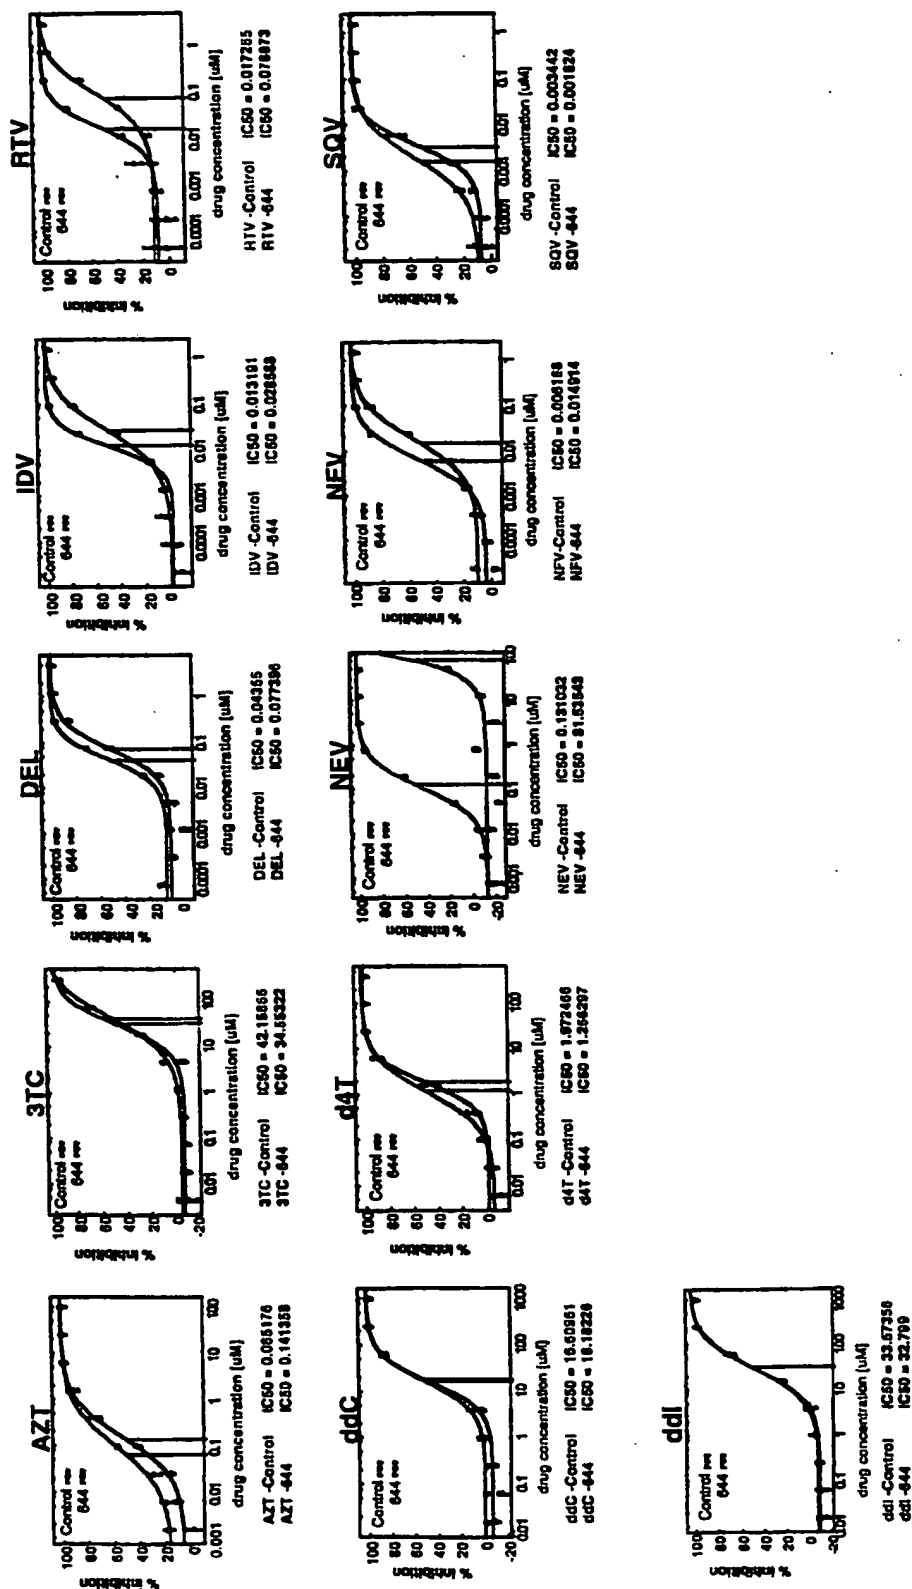 AZT
Control
644
% inhibition
100
80
60
40
20
0
0.001
0.01
0.1
1
10
100
drug concentration [uM]
AZT -Control IC50 = 0.065176
AZT -644 IC50 = 0.141358
3TC
Control
644
% inhibition
100
80
60
40
20
0
-20
0.01
0.1
1
10
100
drug concentration [uM]
3TC -Control IC50 = 42.15855
3TC -644 IC50 = 34.55322
DEL
Control
644
% inhibition
100
80
60
40
20
0
0.0001
0.001
0.01
0.1
1
drug concentration [uM]
DEL -Control IC50 = 0.04355
DEL -644 IC50 = 0.077396
IDV
Control
644
% inhibition
100
80
60
40
20
0
0.0001
0.001
0.01
0.1
1
drug concentration [uM]
IDV -Control IC50 = 0.013191
IDV -644 IC50 = 0.028588
RTV
Control
644
% inhibition
100
80
60
40
20
0
0.0001
0.001
0.01
0.1
1
drug concentration [uM]
RTV -Control IC50 = 0.017265
RTV -644 IC50 = 0.078873
ddC
Control
644
% inhibition
100
80
60
40
20
0
-20
0.01
0.1
1
10
100
1000
drug concentration [uM]
ddC -Control IC50 = 16.60961
ddC -644 IC50 = 16.18226
d4T
Control
644
% inhibition
100
80
60
40
20
0
0.01
0.1
1
10
100
drug concentration [uM]
d4T -Control IC50 = 1.972466
d4T -644 IC50 = 1.256297
NEV
Control
644
% inhibition
100
80
60
40
20
0
-20
0.001
0.01
0.1
1
10
100
drug concentration [uM]
NEV -Control IC50 = 0.131032
NEV -644 IC50 = 81.53543
NFV
Control
644
% inhibition
100
80
60
40
20
0
0.0001
0.001
0.01
0.1
1
drug concentration [uM]
NFV-Control IC50 = 0.006188
NFV-644 IC50 = 0.014914
SQV
Control
644
% inhibition
100
80
60
40
20
0
0.0001
0.001
0.01
0.1
1
drug concentration [uM]
SQV -Control IC50 = 0.003442
SQV -644 IC50 = 0.001824
ddI
Control
644
% inhibition
100
80
60
40
20
0
-20
0.01
0.1
1
10
100
1000
drug concentration [uM]
ddI -Control IC50 = 33.57356
ddI -644 IC50 = 32.799